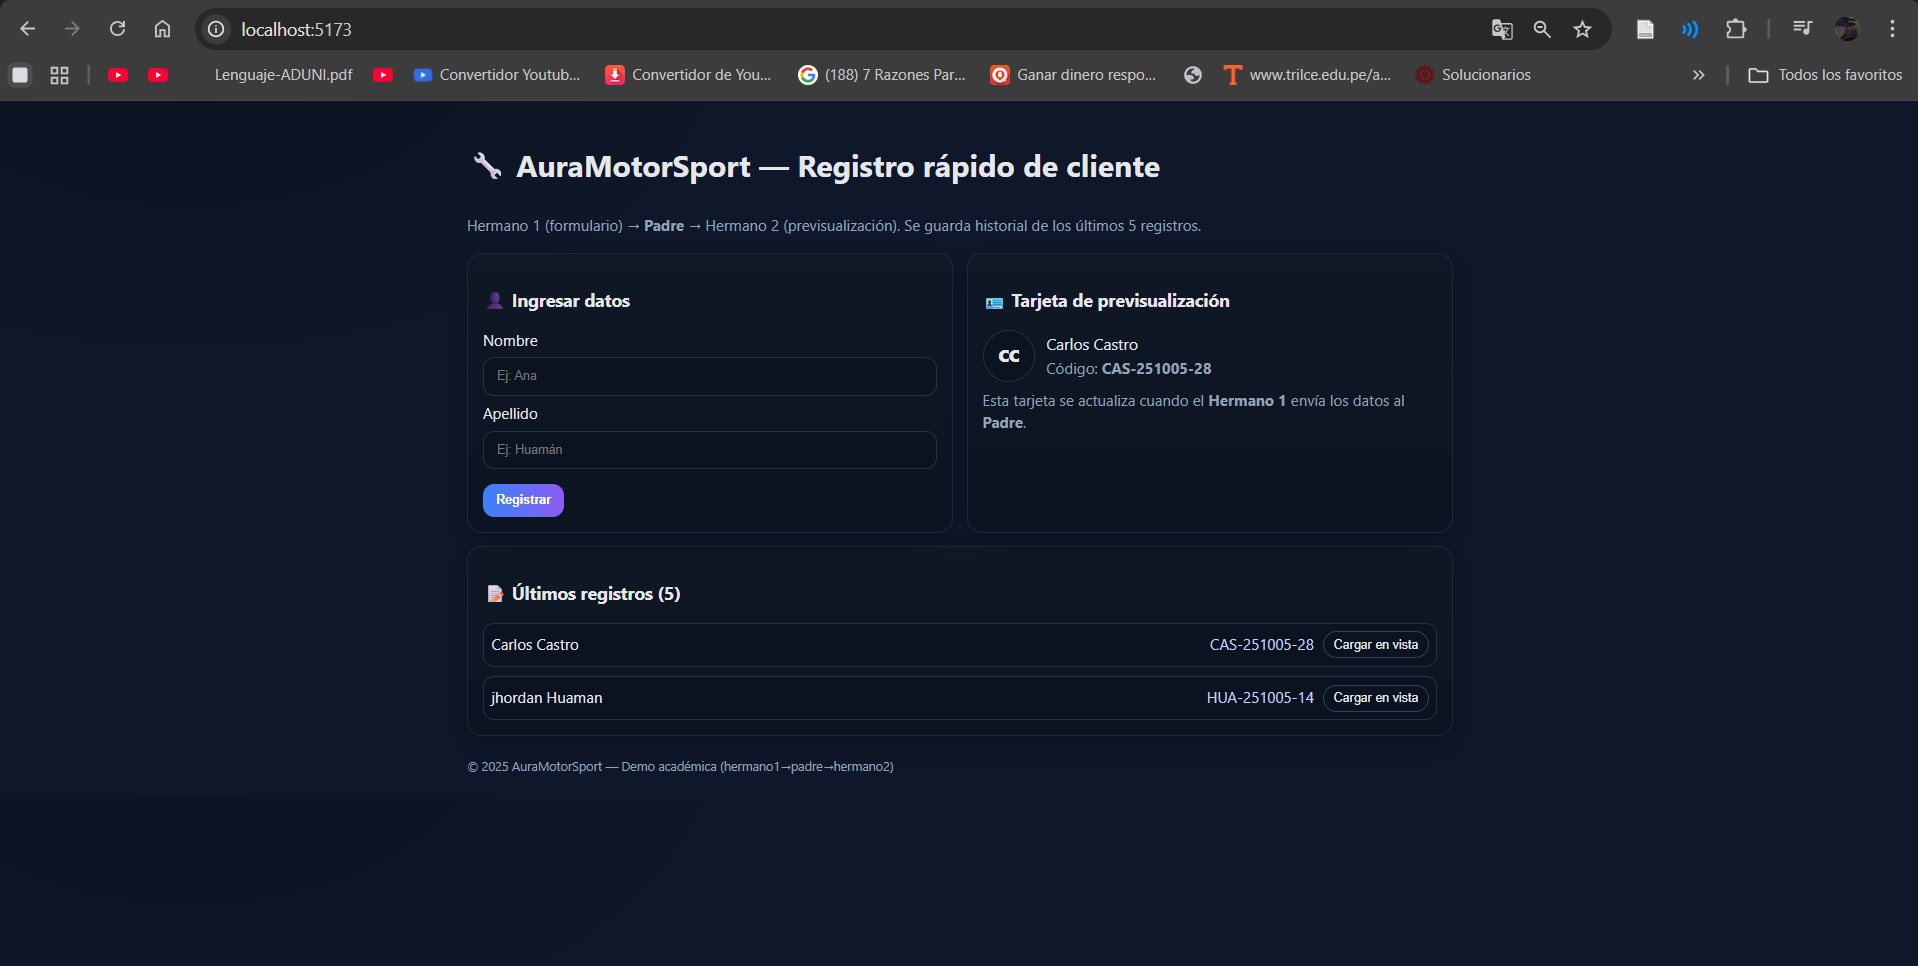 localhost:5173
Lenguaje-ADUNI.pdf
Convertidor Youtub...
Convertidor de You...
(188) 7 Razones Par...
Ganar dinero respo...
www.trilce.edu.pe/a...
Solucionarios
Todos los favoritos
AuraMotorSport — Registro rápido de cliente
Hermano 1 (formulario) → Padre → Hermano 2 (previsualización). Se guarda historial de los últimos 5 registros.
Ingresar datos
Nombre
Ej: Ana
Apellido
Ej: Huamán
Registrar
Tarjeta de previsualización
CC
Carlos Castro
Código: CAS-251005-28
Esta tarjeta se actualiza cuando el Hermano 1 envía los datos al
Padre.
Últimos registros (5)
Carlos Castro CAS-251005-28 Cargar en vista
jhordan Huaman HUA-251005-14 Cargar en vista
© 2025 AuraMotorSport — Demo académica (hermano1→padre→hermano2)